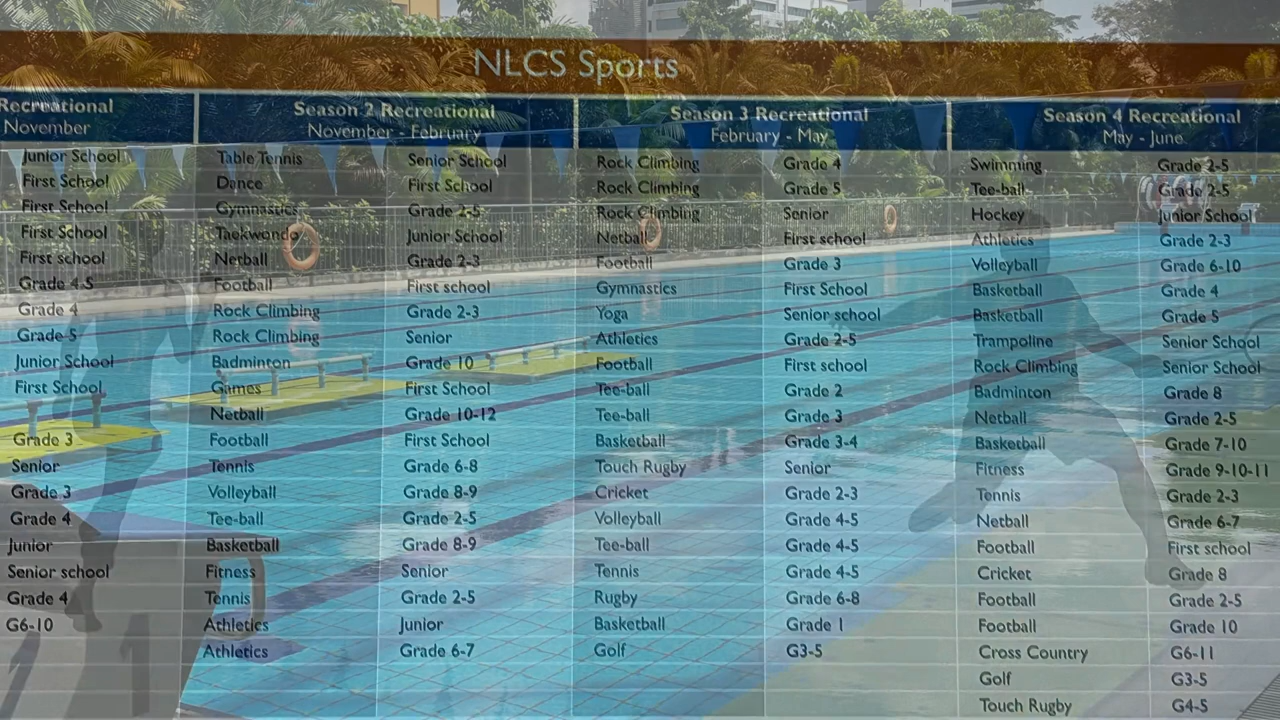 NLCS Sports
Recreational Season 2 Recreational Season 3 Recreational Season 4 Recreational
November November - February February - May May - June
Junior School Table Tennis Senior School Rock Climbing Grade 4 Swimming Grade 2-5
First School Dance First School Rock Climbing Grade 5 Tee-ball Grade 2-5
First School Gymnastics Grade 2-5 Rock Climbing Senior Hockey Junior School
First School Taekwondo Junior School Netball First school Athletics Grade 2-3
First school Netball Grade 2-3 Football Grade 3 Volleyball Grade 6-10
Grade 4-5 Football First school Gymnastics First School Basketball Grade 4
Grade 4 Rock Climbing Grade 2-3 Yoga Senior school Basketball Grade 5
Grade 5 Rock Climbing Senior Athletics Grade 2-5 Trampoline Senior School
Junior School Badminton Grade 10 Football First school Rock Climbing Senior School
First School Games First School Tee-ball Grade 2 Badminton Grade 8
Netball Grade 10-12 Tee-ball Grade 3 Netball Grade 2-5
Grade 3 Football First School Basketball Grade 3-4 Basketball Grade 7-10
Senior Tennis Grade 6-8 Touch Rugby Senior Fitness Grade 9-10-11
Grade 3 Volleyball Grade 8-9 Cricket Grade 2-3 Tennis Grade 2-3
Grade 4 Tee-ball Grade 2-5 Volleyball Grade 4-5 Netball Grade 6-7
Junior Basketball Grade 8-9 Tee-ball Grade 4-5 Football First school
Senior school Fitness Senior Tennis Grade 4-5 Cricket Grade 8
Grade 4 Tennis Grade 2-5 Rugby Grade 6-8 Football Grade 2-5
G6-10 Athletics Junior Basketball Grade 1 Football Grade 10
Athletics Grade 6-7 Golf G3-5 Cross Country G6-11
Golf G3-5
Touch Rugby G4-5